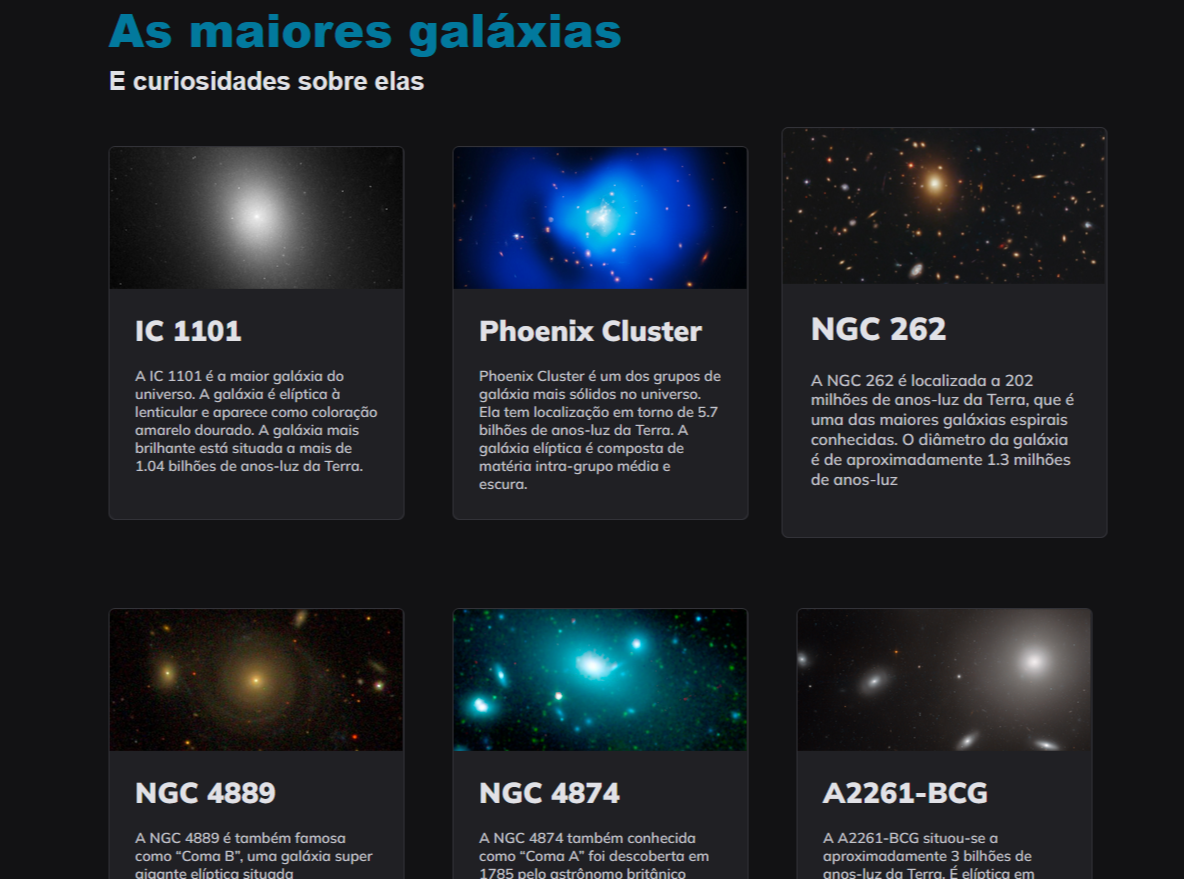 As maiores galáxias
E curiosidades sobre elas
IC 1101
A IC 1101 é a maior galáxia do
universo. A galáxia é elíptica à
lenticular e aparece como coloração
amarelo dourado. A galáxia mais
brilhante está situada a mais de
1.04 bilhões de anos-luz da Terra.
Phoenix Cluster
Phoenix Cluster é um dos grupos de
galáxia mais sólidos no universo.
Ela tem localização em torno de 5.7
bilhões de anos-luz da Terra. A
galáxia elíptica é composta de
matéria intra-grupo média e
escura.
NGC 262
A NGC 262 é localizada a 202
milhões de anos-luz da Terra, que é
uma das maiores galáxias espirais
conhecidas. O diâmetro da galáxia
é de aproximadamente 1.3 milhões
de anos-luz
NGC 4889
A NGC 4889 é também famosa
como “Coma B”, uma galáxia super
gigante elíptica situada
NGC 4874
A NGC 4874 também conhecida
como “Coma A” foi descoberta em
1785 pelo astrônomo britânico
A2261-BCG
A A2261-BCG situou-se a
aproximadamente 3 bilhões de
anos-luz da Terra. É elíptica em